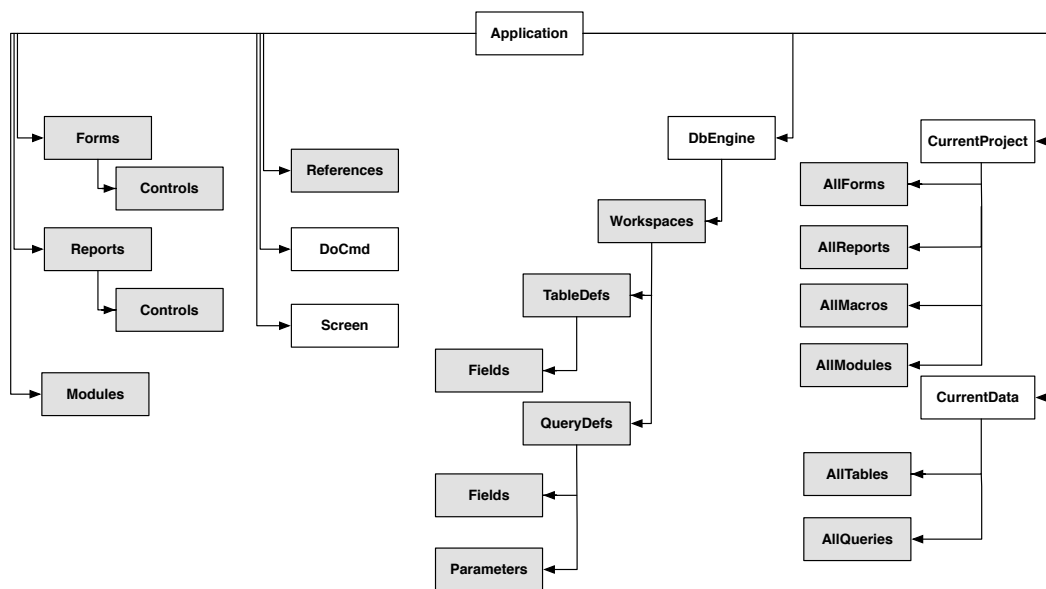 Application
Forms
Controls
Reports
Controls
Modules
References
DoCmd
Screen
DbEngine
Workspaces
TableDefs
Fields
QueryDefs
Fields
Parameters
CurrentProject
AllForms
AllReports
AllMacros
AllModules
CurrentData
AllTables
AllQueries